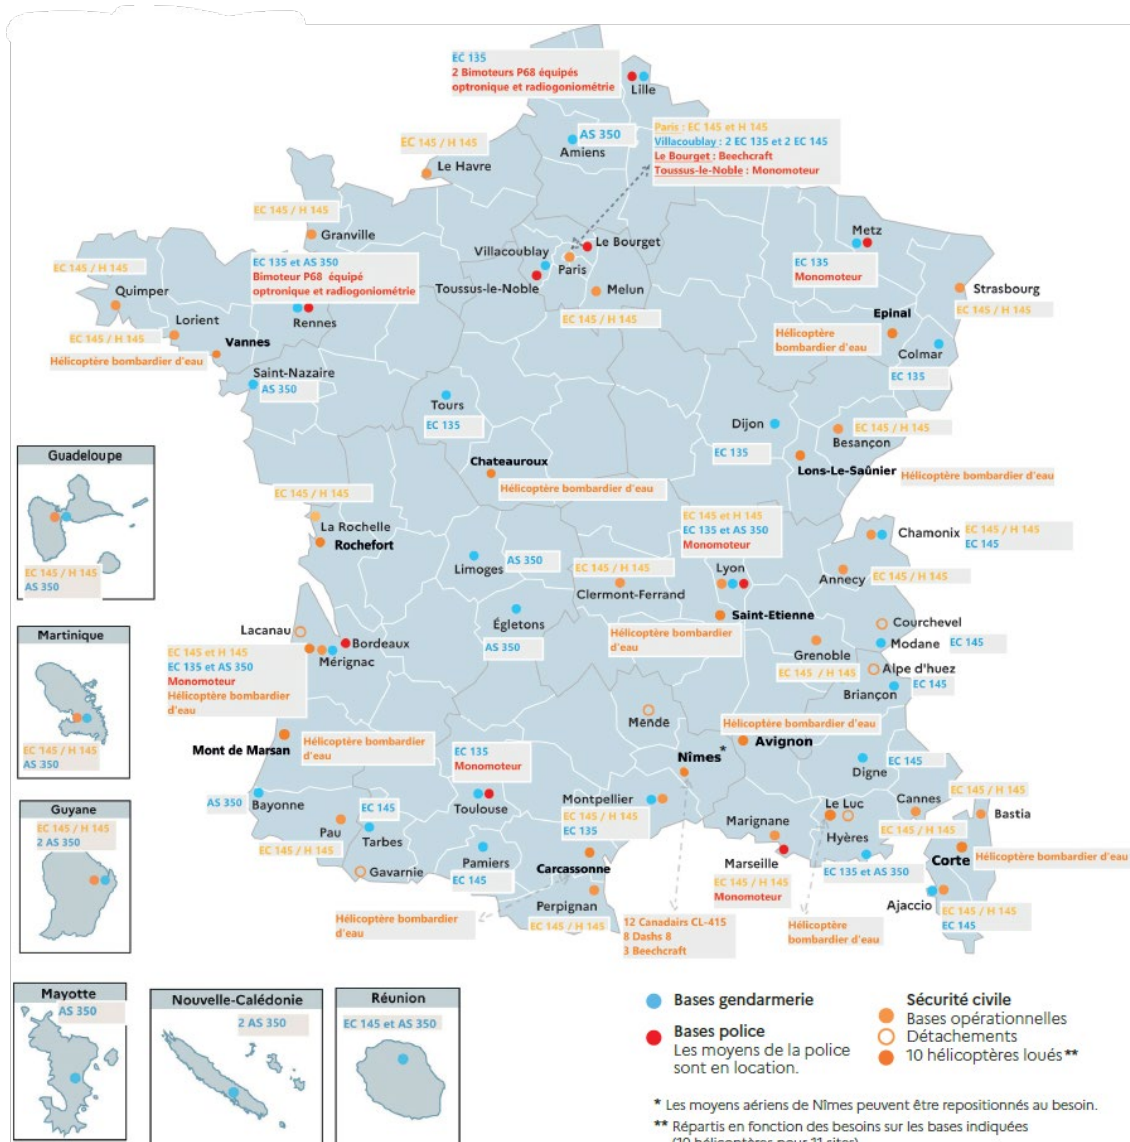 EC 135
2 Bimoteurs P68 équipés
optronique et radiogoniométrie
Lille
AS 350
Amiens
EC 145 / H 145
Le Havre
Paris : EC 145 et H 145
Villacoublay : 2 EC 135 et 2 EC 145
Le Bourget : Beechcraft
Toussus-le-Noble : Monomoteur
EC 145 / H 145
Granville
Villacoublay
Le Bourget
Paris
Toussus-le-Noble
Melun
EC 145 / H 145
Metz
EC 135
Monomoteur
Strasbourg
EC 145 / H 145
EC 145 / H 145
Quimper
EC 135 et AS 350
Bimoteur P68 équipé
optronique et radiogoniométrie
Rennes
Lorient
EC 145 / H 145
Vannes
Hélicoptère bombardier d'eau
Saint-Nazaire
AS 350
Epinal
Hélicoptère
bombardier d'eau
Colmar
EC 135
Tours
EC 135
Dijon
EC 135
EC 145 / H 145
Besançon
Lons-Le-Saûnier
Hélicoptère bombardier d'eau
Chateauroux
Hélicoptère bombardier d'eau
Guadeloupe
EC 145 / H 145
AS 350
EC 145 / H 145
La Rochelle
Rochefort
Limoges
AS 350
EC 145 / H 145
Clermont-Ferrand
EC 145 et H 145
EC 135 et AS 350
Monomoteur
Lyon
Chamonix
EC 145 / H 145
EC 145
Annecy
EC 145 / H 145
Saint-Etienne
Hélicoptère bombardier
d'eau
Égletons
AS 350
Courchevel
Modane
EC 145
Grenoble
EC 145 / H 145
Alpe d'huez
Briançon
EC 145
Martinique
EC 145 / H 145
AS 350
Lacanau
Bordeaux
Mérignac
EC 145 et H 145
EC 135 et AS 350
Monomoteur
Hélicoptère bombardier
d'eau
Mende
Hélicoptère bombardier d'eau
Avignon
Mont de Marsan
Hélicoptère bombardier
d'eau
EC 135
Monomoteur
Toulouse
Nîmes*
Digne
EC 145
Guyane
EC 145 / H 145
2 AS 350
AS 350
Bayonne
Pau
EC 145 / H 145
EC 145
Tarbes
Gavarnie
Pamiers
EC 145
Montpellier
EC 145 / H 145
EC 135
Carcassonne
Hélicoptère bombardier
d'eau
Perpignan
EC 145 / H 145
12 Canadairs CL-415
8 Dashs 8
3 Beechcraft
Marignane
Marseille
EC 145 / H 145
Monomoteur
Le Luc
Hyères
EC 135 et AS 350
Hélicoptère
bombardier d'eau
Cannes
EC 145 / H 145
EC 145 / H 145
Bastia
Corte
Hélicoptère bombardier d'eau
Ajaccio
EC 145 / H 145
EC 145
Mayotte
AS 350
Nouvelle-Calédonie
2 AS 350
Réunion
EC 145 et AS 350
Bases gendarmerie
Bases police
Les moyens de la police
sont en location.
Sécurité civile
Bases opérationnelles
Détachements
10 hélicoptères loués**
* Les moyens aériens de Nîmes peuvent être repositionnés au besoin.
** Répartis en fonction des besoins sur les bases indiquées
(10 hélicoptères pour 11 sites)